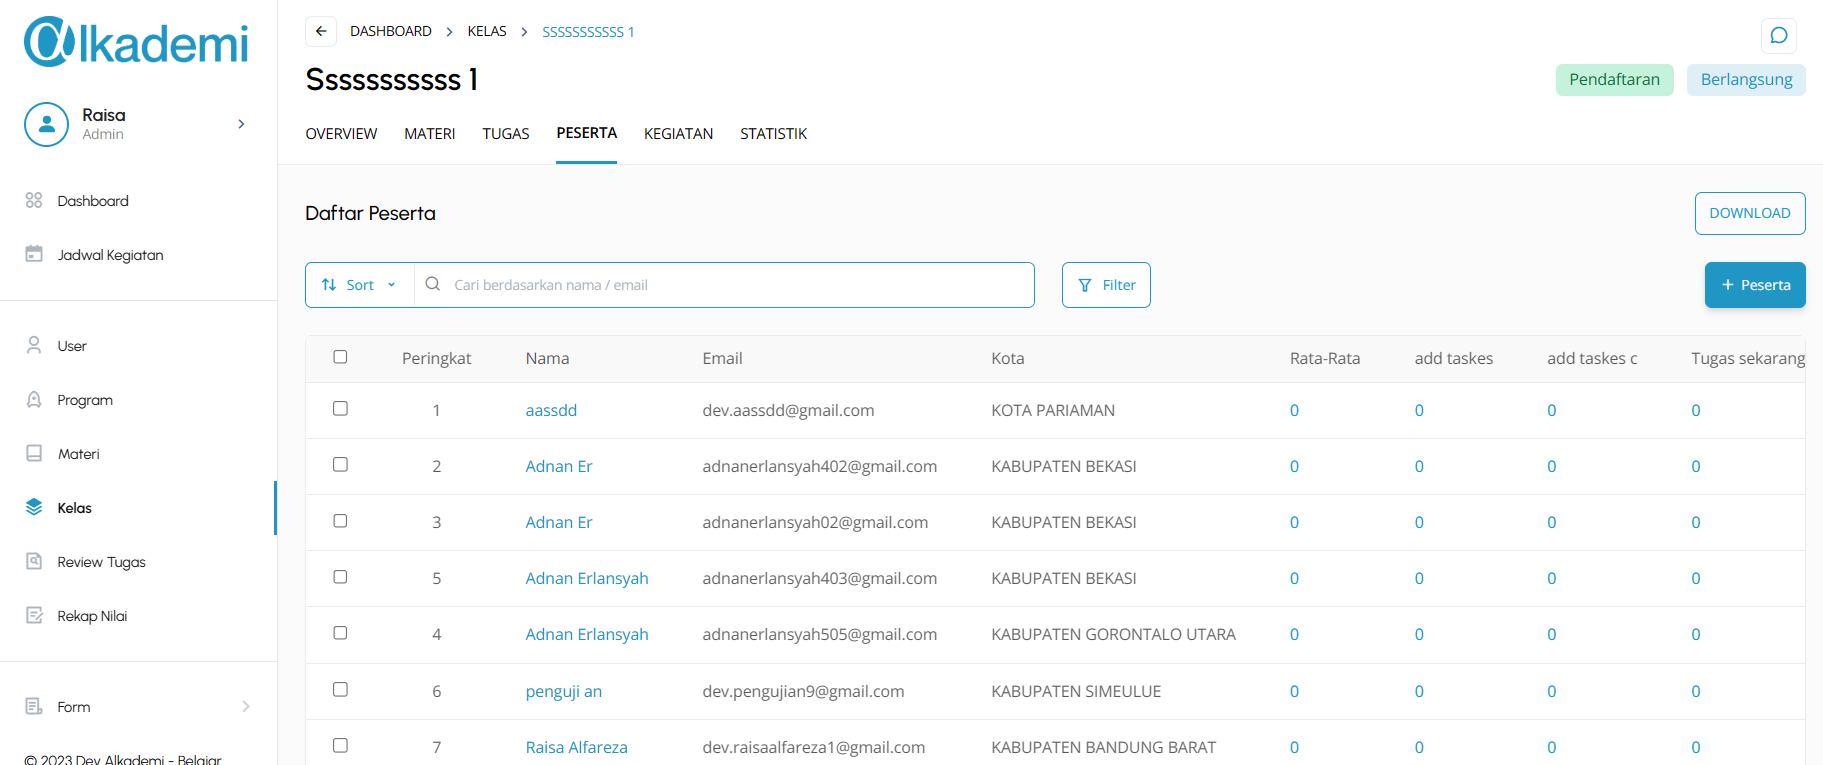 @lkademi
Raisa
Admin
Dashboard
Jadwal Kegiatan
User
Program
Materi
Kelas
Review Tugas
Rekap Nilai
Form
© 2023 Dev Alkademi - Belajar
DASHBOARD > KELAS > SSSSSSSSSSS 1
Sssssssssss 1
Pendaftaran Berlangsung
OVERVIEW MATERI TUGAS PESERTA KEGIATAN STATISTIK
Daftar Peserta
DOWNLOAD
Sort Cari berdasarkan nama / email Filter + Peserta
Peringkat Nama Email Kota Rata-Rata add taskes add taskes c Tugas sekarang
1 aassdd dev.aassdd@gmail.com KOTA PARIAMAN 0 0 0 0
2 Adnan Er adnanerlansyah402@gmail.com KABUPATEN BEKASI 0 0 0 0
3 Adnan Er adnanerlansyah02@gmail.com KABUPATEN BEKASI 0 0 0 0
5 Adnan Erlansyah adnanerlansyah403@gmail.com KABUPATEN BEKASI 0 0 0 0
4 Adnan Erlansyah adnanerlansyah505@gmail.com KABUPATEN GORONTALO UTARA 0 0 0 0
6 penguji an dev.pengujian9@gmail.com KABUPATEN SIMEULUE 0 0 0 0
7 Raisa Alfareza dev.raisaalfareza1@gmail.com KABUPATEN BANDUNG BARAT 0 0 0 0